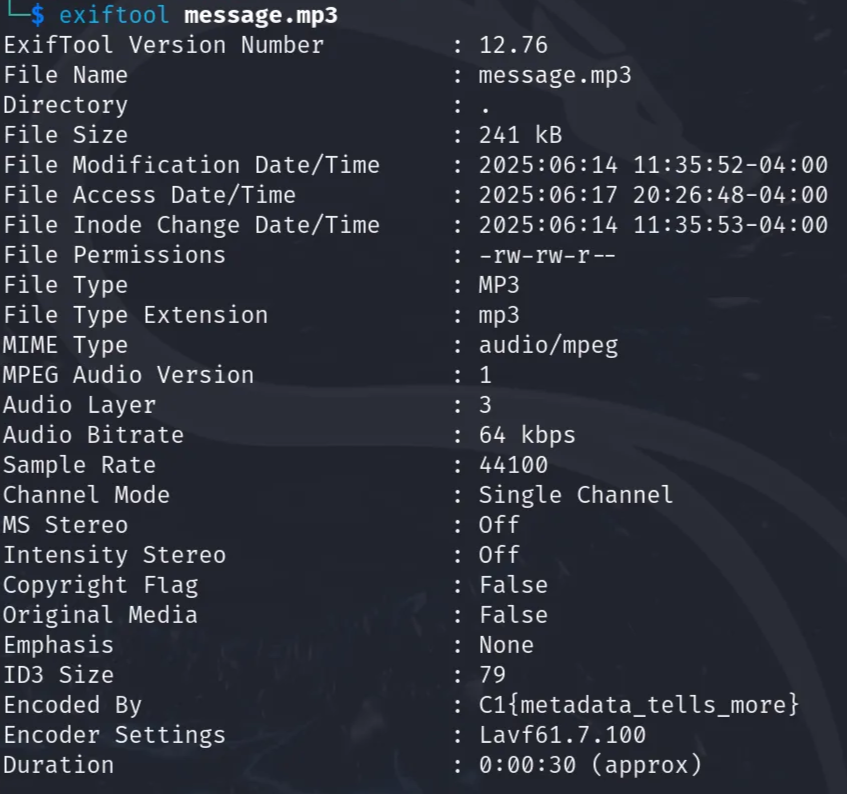 └─$ exiftool message.mp3
ExifTool Version Number : 12.76
File Name : message.mp3
Directory : .
File Size : 241 kB
File Modification Date/Time : 2025:06:14 11:35:52-04:00
File Access Date/Time : 2025:06:17 20:26:48-04:00
File Inode Change Date/Time : 2025:06:14 11:35:53-04:00
File Permissions : -rw-rw-r--
File Type : MP3
File Type Extension : mp3
MIME Type : audio/mpeg
MPEG Audio Version : 1
Audio Layer : 3
Audio Bitrate : 64 kbps
Sample Rate : 44100
Channel Mode : Single Channel
MS Stereo : Off
Intensity Stereo : Off
Copyright Flag : False
Original Media : False
Emphasis : None
ID3 Size : 79
Encoded By : C1{metadata_tells_more}
Encoder Settings : Lavf61.7.100
Duration : 0:00:30 (approx)